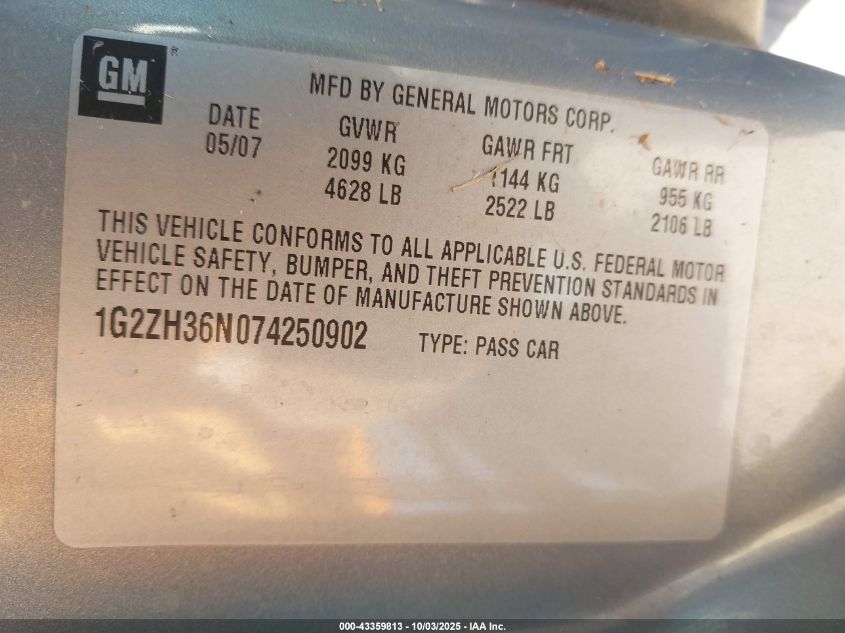 GM ®
MFD BY GENERAL MOTORS CORP.
DATE GVWR GAWR FRT GAWR RR
05/07 2099 KG 1144 KG 955 KG
4628 LB 2522 LB 2106 LB
THIS VEHICLE CONFORMS TO ALL APPLICABLE U.S. FEDERAL MOTOR
VEHICLE SAFETY, BUMPER, AND THEFT PREVENTION STANDARDS IN
EFFECT ON THE DATE OF MANUFACTURE SHOWN ABOVE.
1G2ZH36N074250902 TYPE: PASS CAR
000-43359813 - 10/03/2025 - IAA Inc.